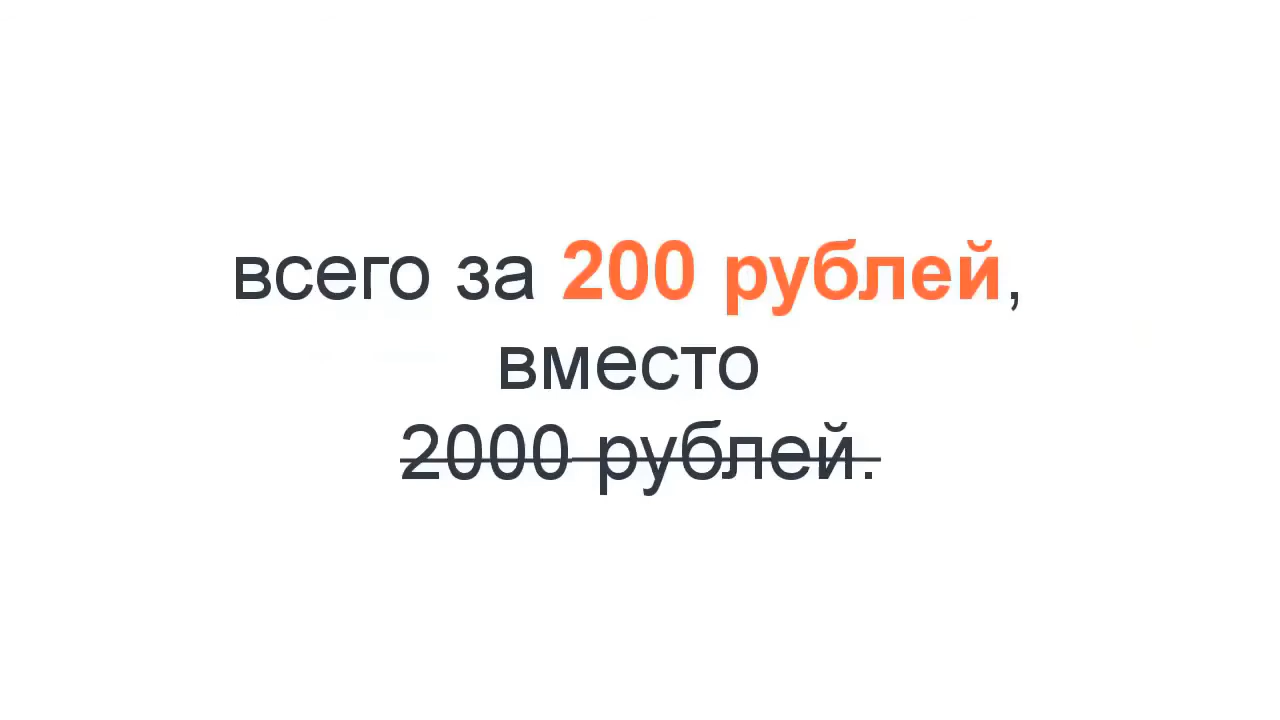 всего за 200 рублей,
вместо
2000 рублей.